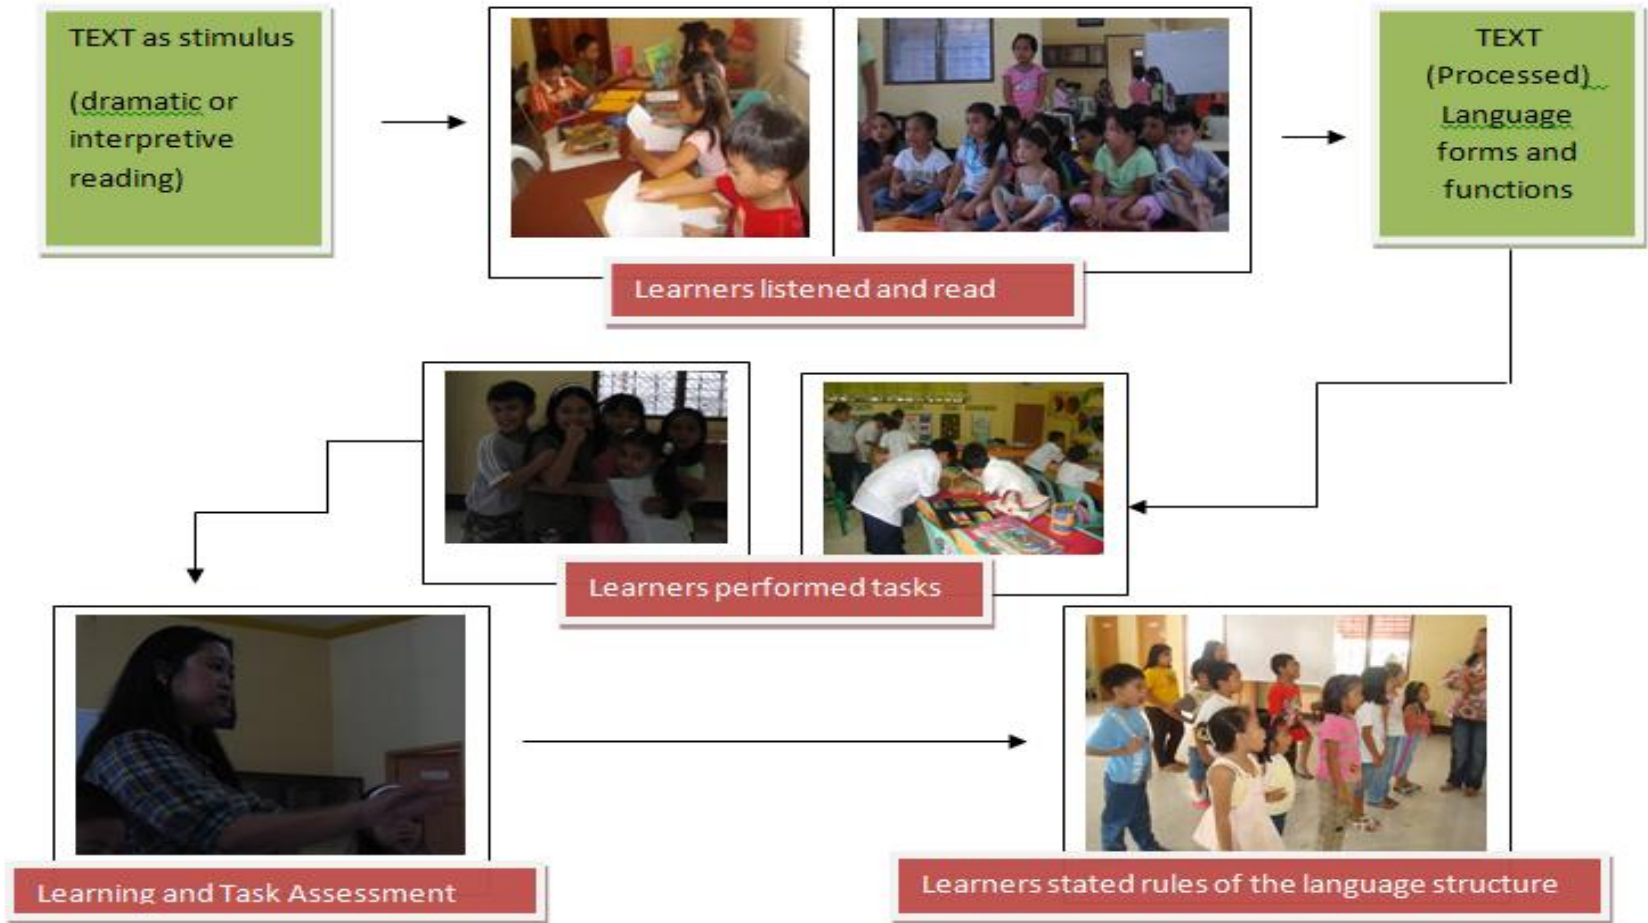 TEXT as stimulus
(dramatic or
interpretive
reading)
Learners listened and read
TEXT
(Processed)
Language
forms and
functions
Learners performed tasks
Learning and Task Assessment
Learners stated rules of the language structure